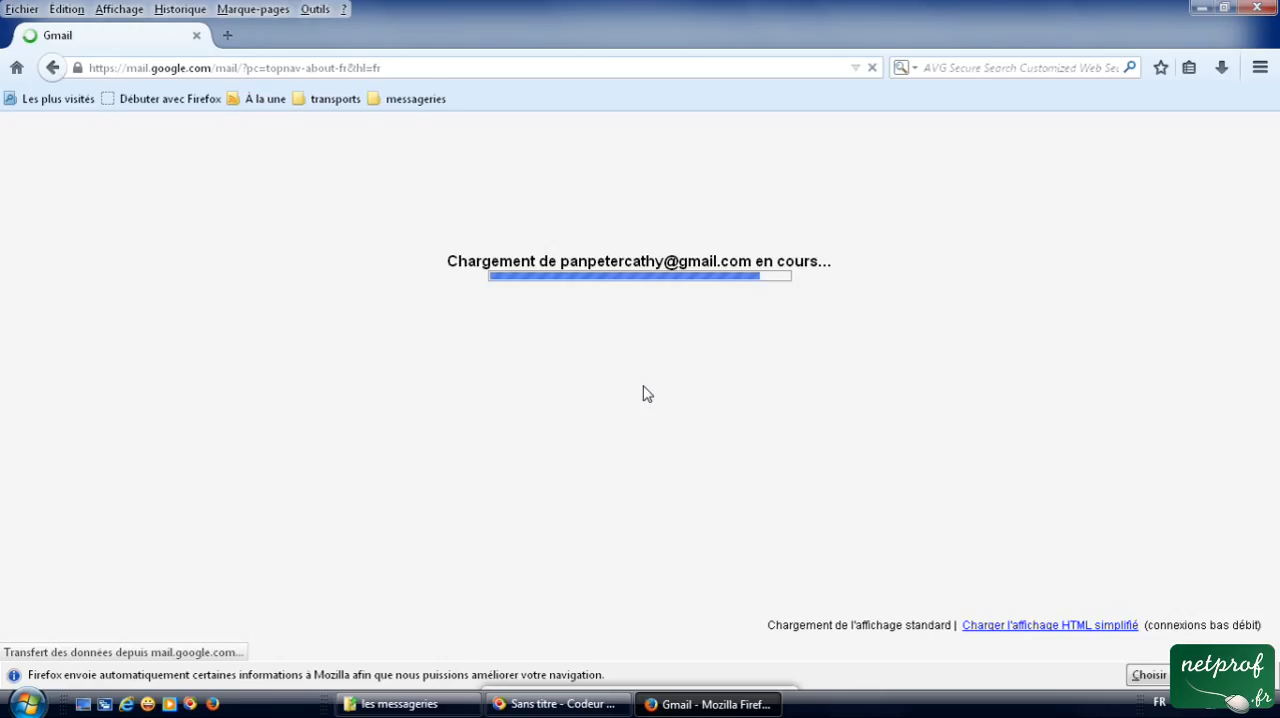 Fichier Édition Affichage Historique Marque-pages Outils ?
Gmail
https://mail.google.com/mail/?pc=topnav-about-fr&hl=fr
AVG Secure Search Customized Web Sec
Les plus visités Débuter avec Firefox À la une transports messageries
Chargement de panpetercathy@gmail.com en cours...
Chargement de l'affichage standard | Charger l'affichage HTML simplifié (connexions bas débit)
Transfert des données depuis mail.google.com...
Firefox envoie automatiquement certaines informations à Mozilla afin que nous puissions améliorer votre navigation.
Choisir
netprof
.fr
les messageries Sans titre - Codeur ... Gmail - Mozilla Firef... FR